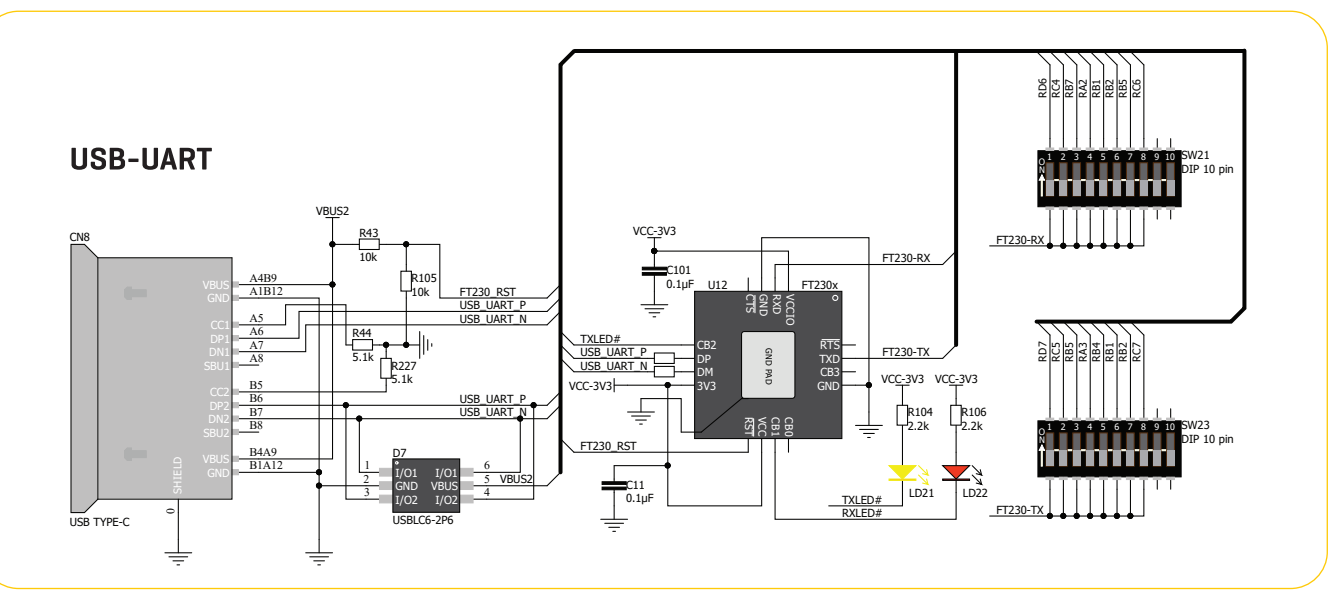 USB-UART
CN8
VBUS
GND
CC1
DP1
DN1
SBU1
CC2
DP2
DN2
SBU2
VBUS
GND
SHIELD
0
USB TYPE-C
A4B9
A1B12
A5
A6
A7
A8
B5
B6
B7
B8
B4A9
B1A12
VBUS2
R43
10k
R105
10k
R44
5.1k
R227
5.1k
FT230_RST
USB_UART_P
USB_UART_N
USB_UART_P
USB_UART_N
D7
1 I/O1 I/O1 6
2 GND VBUS 5 VBUS2
3 I/O2 I/O2 4
USBLC6-2P6
VCC-3V3
C101
0.1µF
U12
FT230x
CTS
GND
RXD
VCCIO
CB2
DP
DM
3V3
GND PAD
RTS
TXD
CB3
GND
RST
VCC
CB1
CB0
TXLED#
USB_UART_P
USB_UART_N
VCC-3V3
FT230_RST
C11
0.1µF
FT230-RX
FT230-TX
VCC-3V3
VCC-3V3
R104
2.2k
R106
2.2k
LD21
LD22
TXLED#
RXLED#
RD6
RC4
RB7
RA2
RB1
RB2
RB5
RC6
ON
1 2 3 4 5 6 7 8 9 10
SW21
DIP 10 pin
FT230-RX
RD7
RC5
RB5
RA3
RB4
RB1
RB2
RC7
ON
1 2 3 4 5 6 7 8 9 10
SW23
DIP 10 pin
FT230-TX